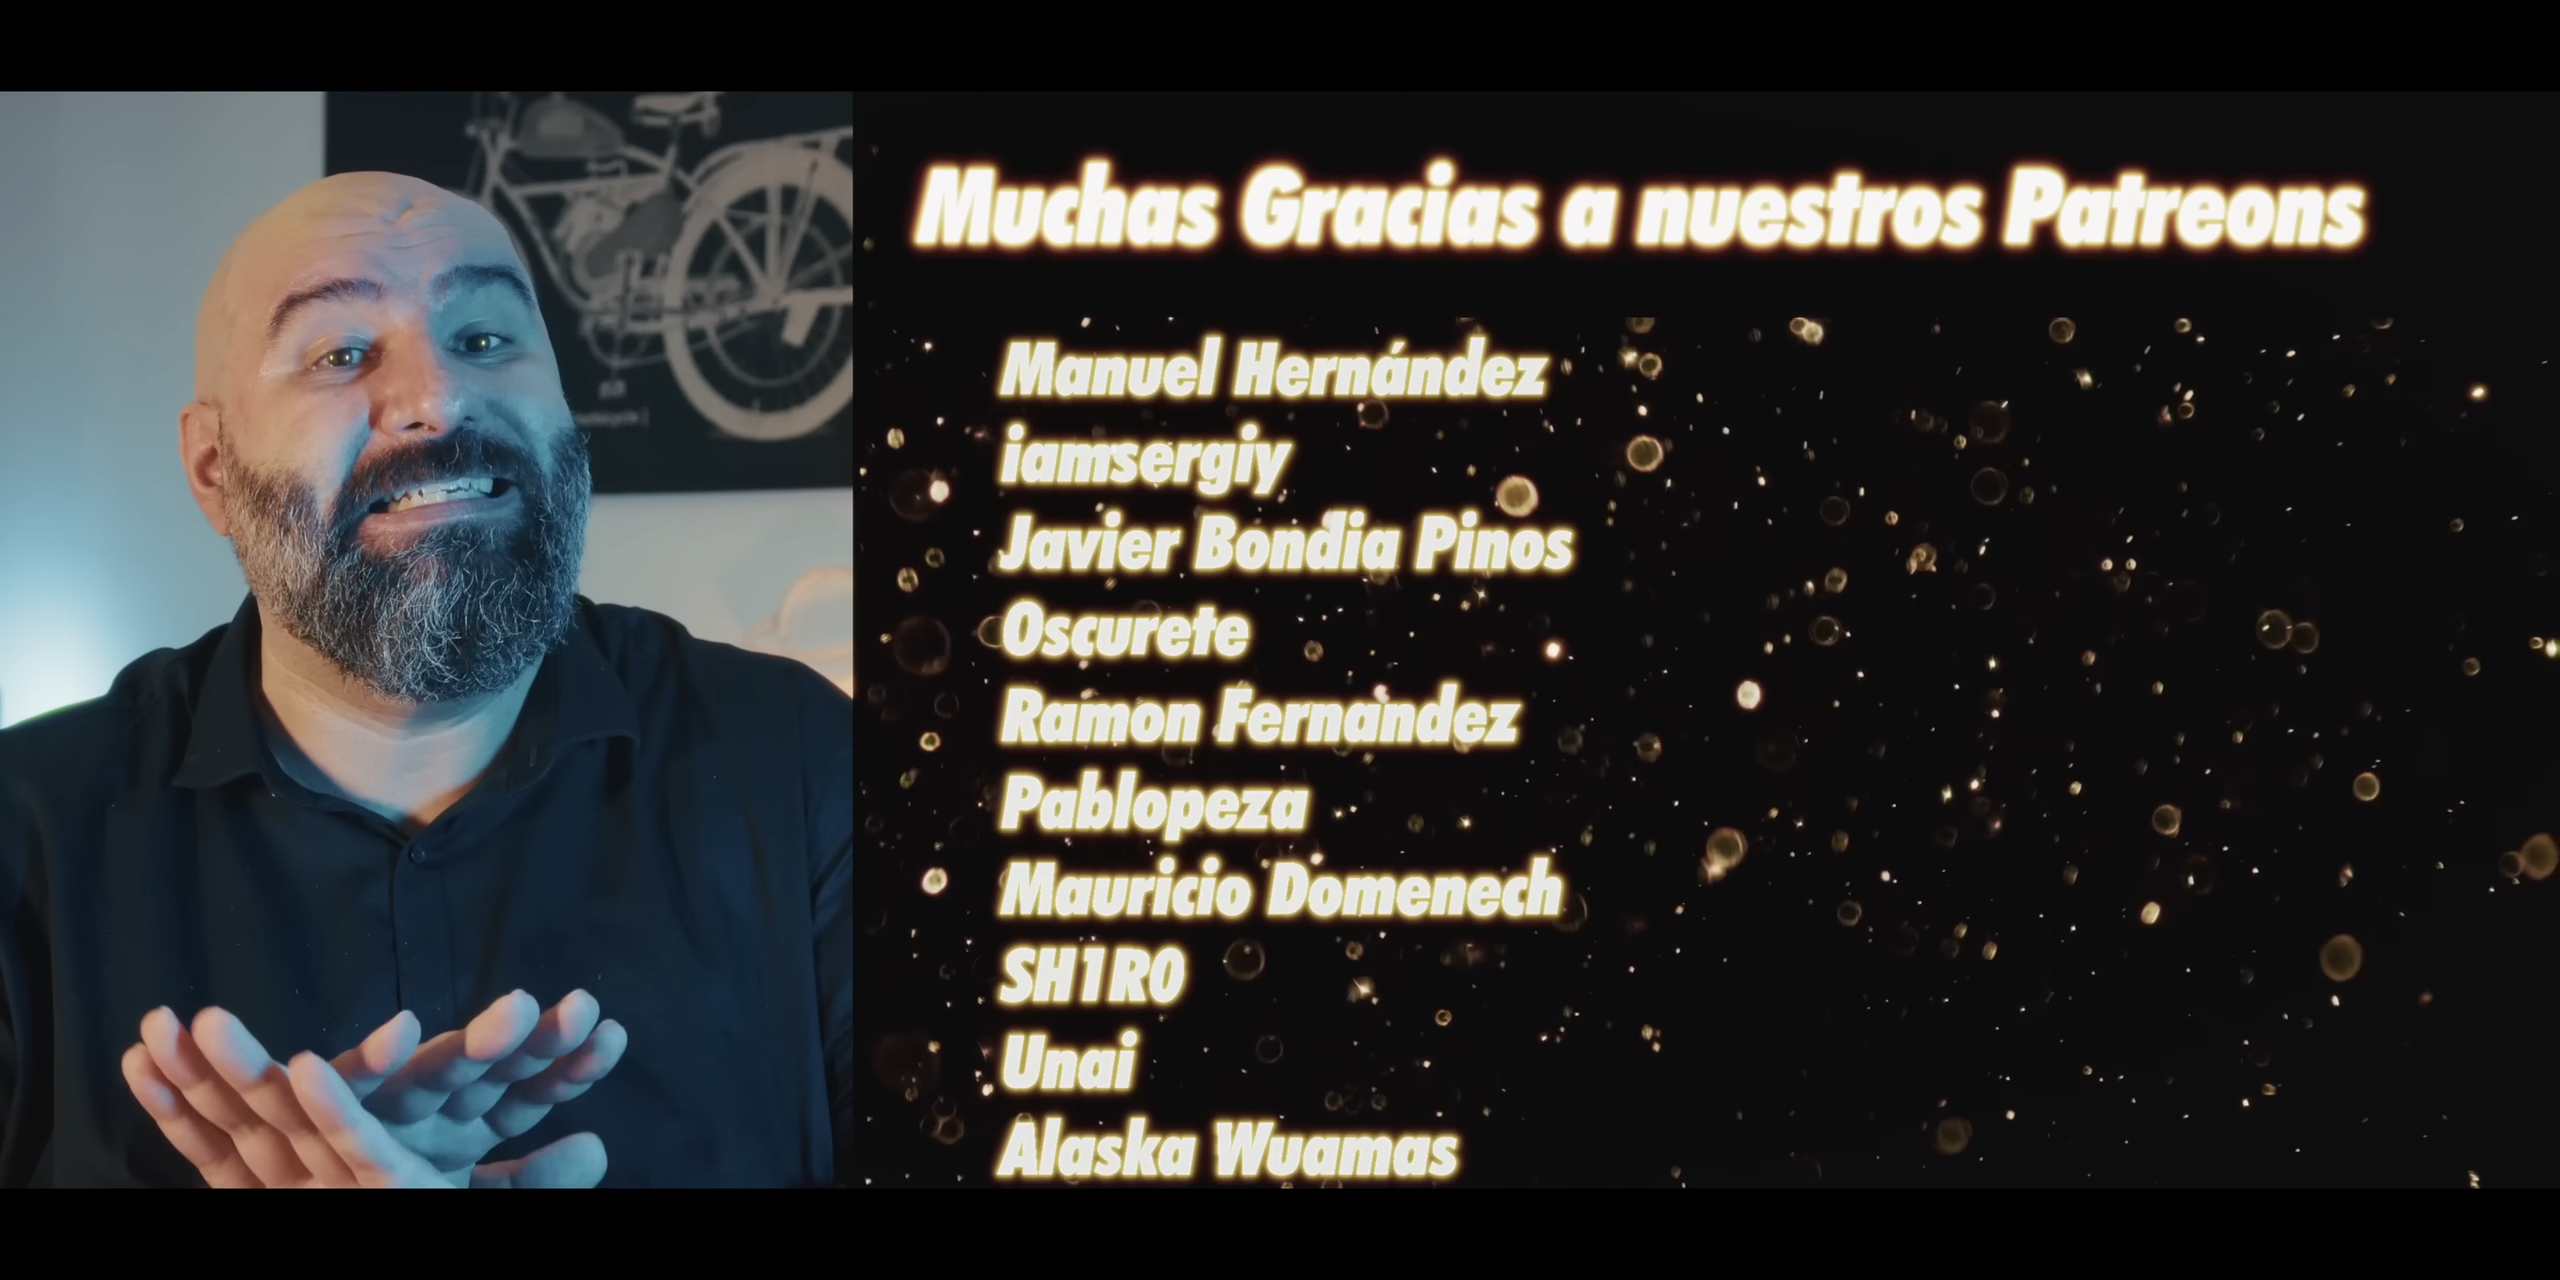 Muchas Gracias a nuestros Patreons
Manuel Hernández
iamsergiy
Javier Bondia Pinos
Oscurete
Ramon Fernandez
Pablopeza
Mauricio Domenech
SH1R0
Unai
Alaska Wuamas